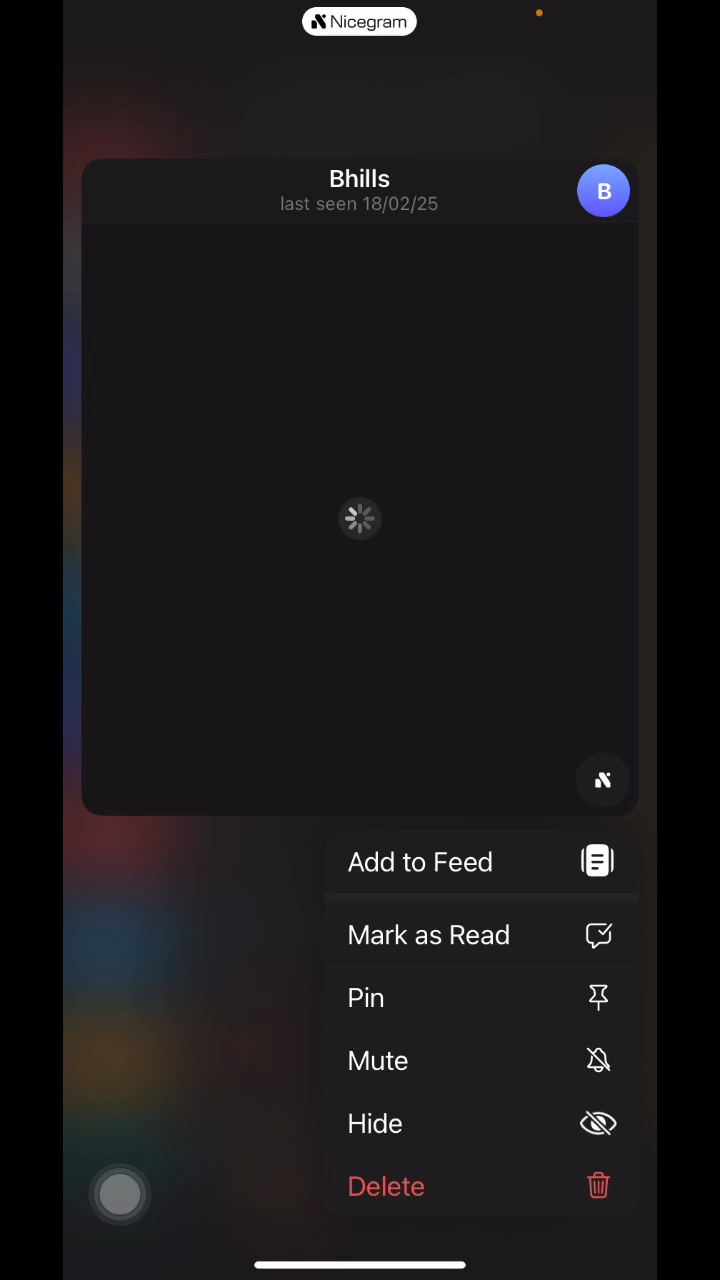 Nicegram
Bhills
last seen 18/02/25
B
Add to Feed
Mark as Read
Pin
Mute
Hide
Delete